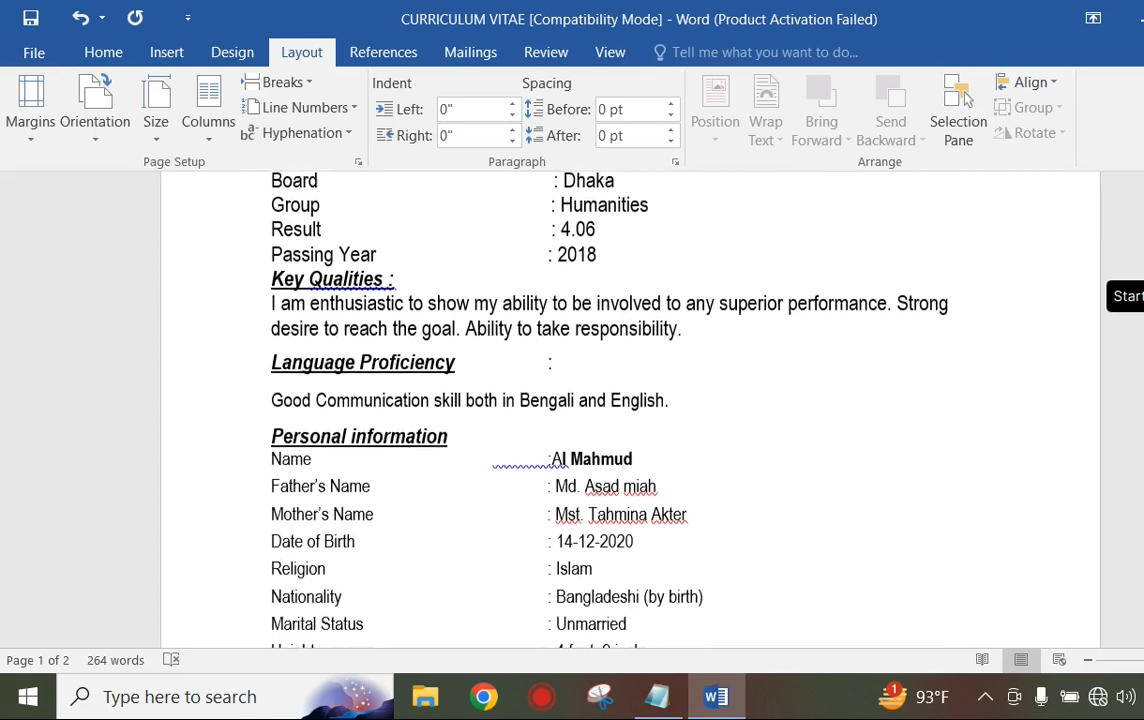 CURRICULUM VITAE [Compatibility Mode] - Word (Product Activation Failed)
File Home Insert Design Layout References Mailings Review View Tell me what you want to do...
Margins Orientation Size Columns Breaks Line Numbers Hyphenation
Page Setup
Indent Spacing
Left: 0" Before: 0 pt
Right: 0" After: 0 pt
Paragraph
Position Wrap Text Bring Forward Send Backward Selection Pane Align Group Rotate
Arrange
Board : Dhaka
Group : Humanities
Result : 4.06
Passing Year : 2018
Key Qualities :
I am enthusiastic to show my ability to be involved to any superior performance. Strong
desire to reach the goal. Ability to take responsibility.
Language Proficiency :
Good Communication skill both in Bengali and English.
Personal information
Name :Al Mahmud
Father's Name : Md. Asad miah
Mother's Name : Mst. Tahmina Akter
Date of Birth : 14-12-2020
Religion : Islam
Nationality : Bangladeshi (by birth)
Marital Status : Unmarried
Start
Page 1 of 2 264 words
Type here to search 1 93°F